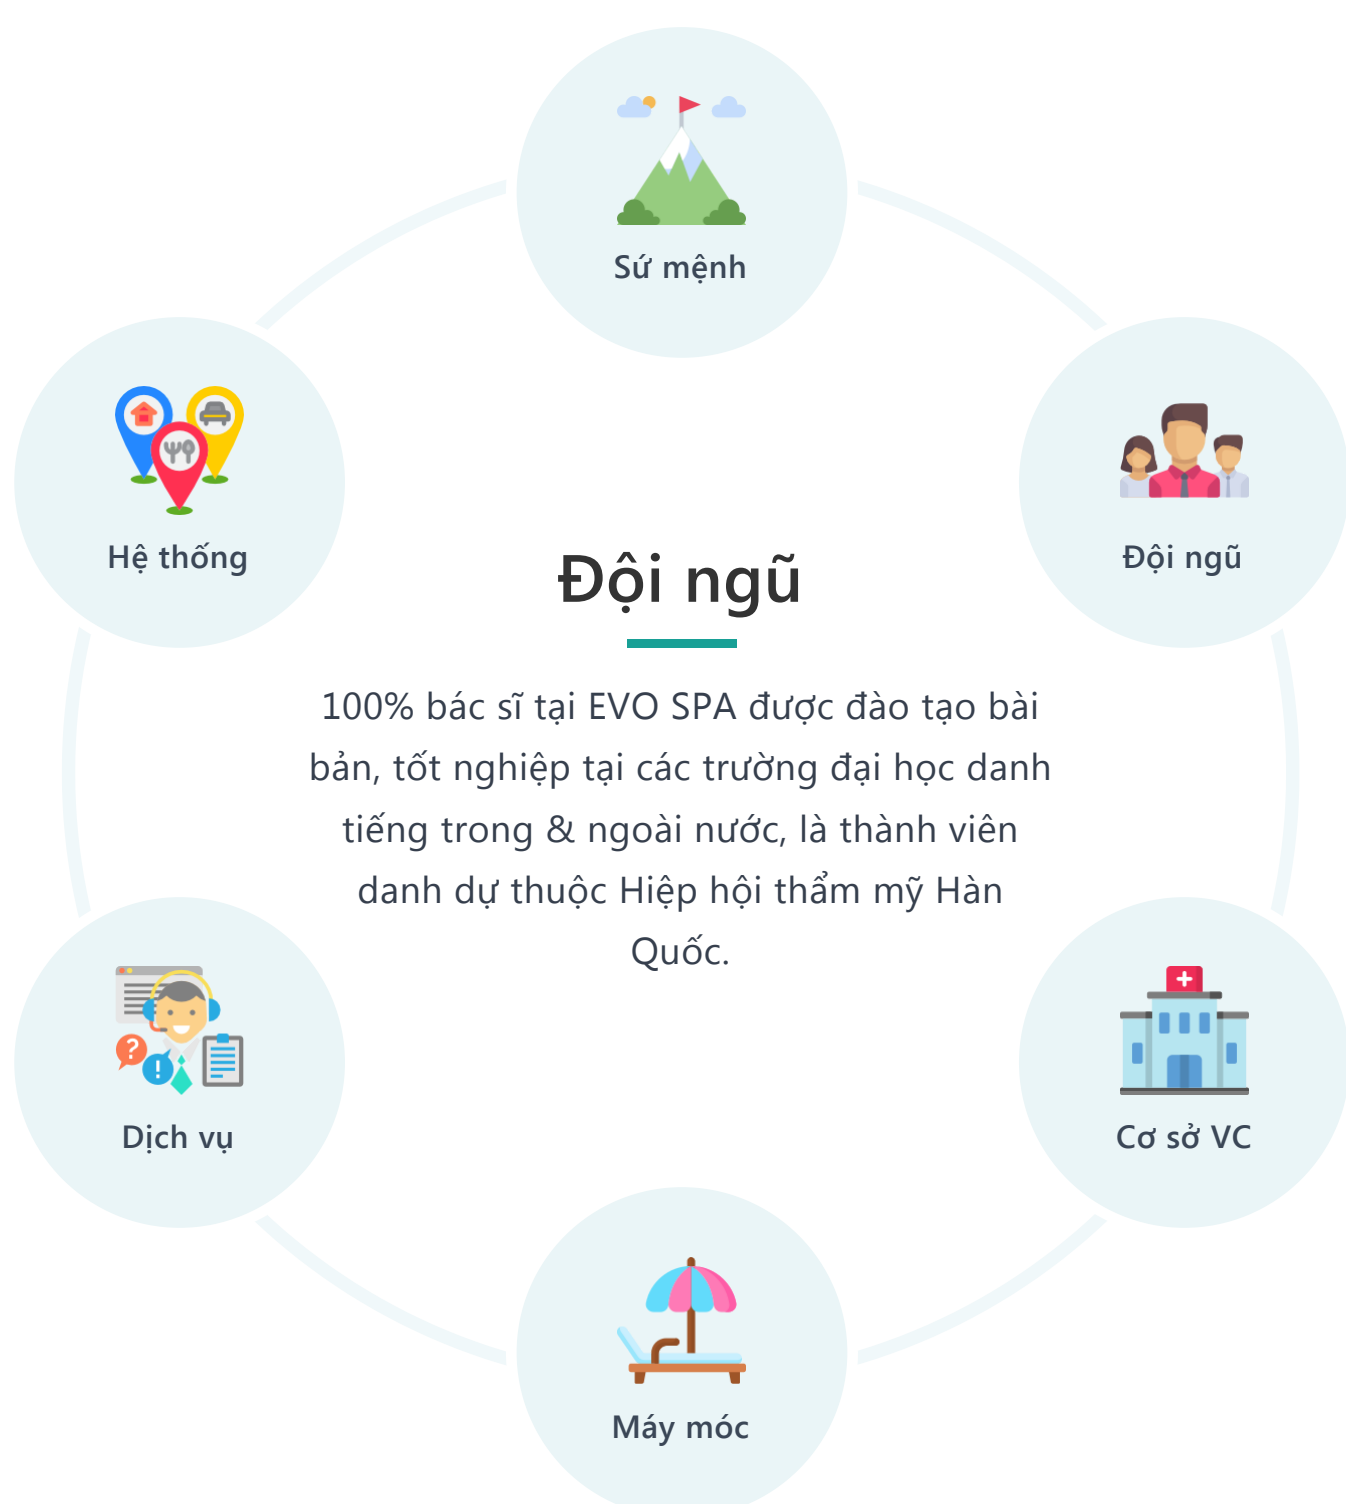 Sứ mệnh
Hệ thống
Đội ngũ
Đội ngũ
100% bác sĩ tại EVO SPA được đào tạo bài
bản, tốt nghiệp tại các trường đại học danh
tiếng trong & ngoài nước, là thành viên
danh dự thuộc Hiệp hội thẩm mỹ Hàn
Quốc.
Dịch vụ
Cơ sở VC
Máy móc